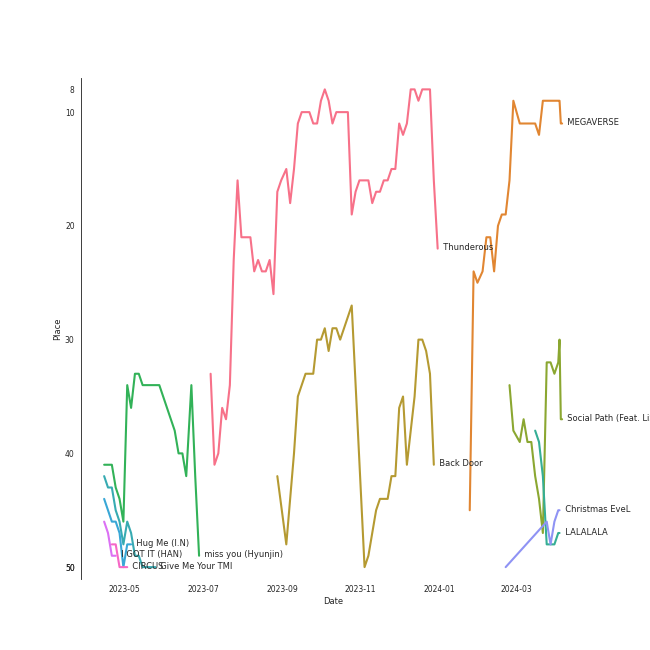 8
10
MEGAVERSE
20
Thunderous
Place
30
Social Path (Feat. Li
40
Back Door
Christmas EveL
LALALALA
Hug Me (I.N)
I GOT IT (HAN)
miss you (Hyunjin)
CIRCUS
Give Me Your TMI
50
2023-05
2023-07
2023-09
2023-11
2024-01
2024-03
Date